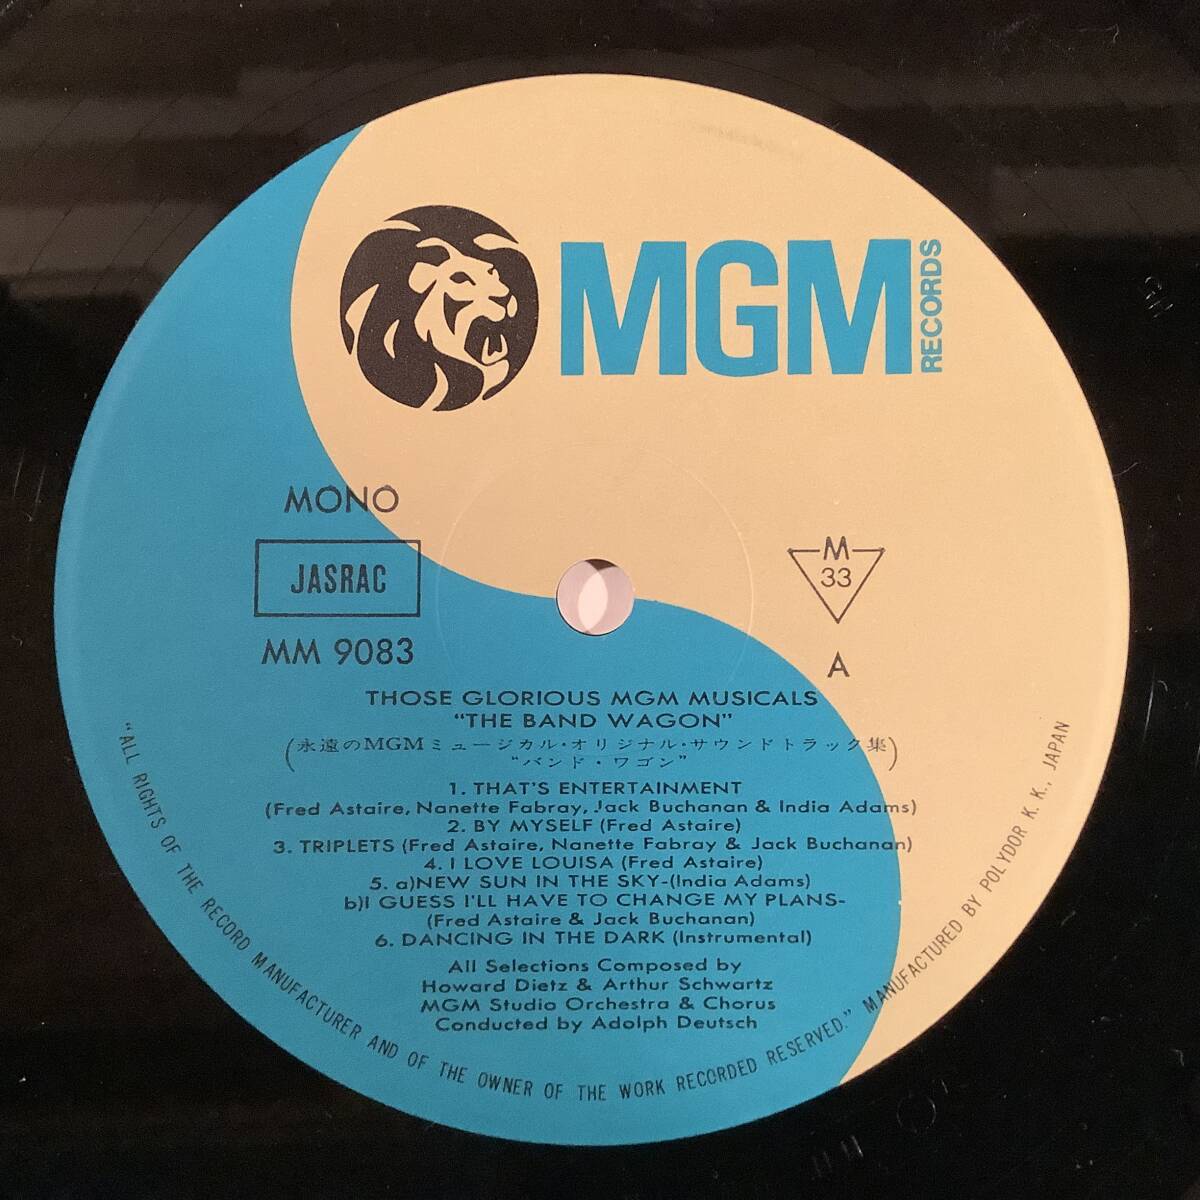 MGM
RECORDS
MONO
JASRAC
MM 9083
M
33
A
THOSE GLORIOUS MGM MUSICALS
"THE BAND WAGON"
(永遠のMGMミュージカル・オリジナル・サウンドトラック集
"バンド・ワゴン")
1. THAT'S ENTERTAINMENT
(Fred Astaire, Nanette Fabray, Jack Buchanan & India Adams)
2. BY MYSELF (Fred Astaire)
3. TRIPLETS (Fred Astaire, Nanette Fabray & Jack Buchanan)
4. I LOVE LOUISA (Fred Astaire)
5. a)NEW SUN IN THE SKY-(India Adams)
b)I GUESS I'LL HAVE TO CHANGE MY PLANS-
(Fred Astaire & Jack Buchanan)
6. DANCING IN THE DARK (Instrumental)
All Selections Composed by
Howard Dietz & Arthur Schwartz
MGM Studio Orchestra & Chorus
Conducted by Adolph Deutsch
"ALL RIGHTS OF THE RECORD MANUFACTURER AND OF THE OWNER OF THE WORK RECORDED RESERVED." MANUFACTURED BY POLYDOR K. K., JAPAN